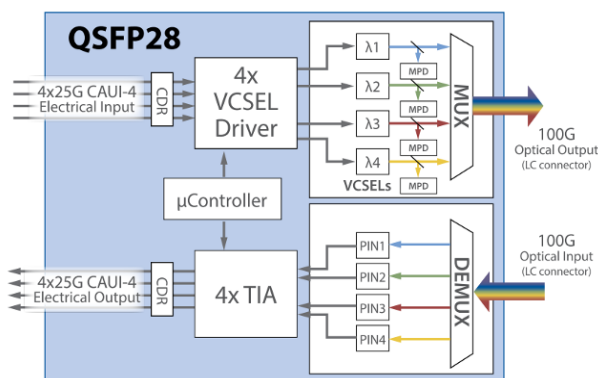 QSFP28
4x25G CAUI-4
Electrical Input
CDR
4x
VCSEL
Driver
λ1
MPD
λ2
MPD
λ3
MPD
λ4
MPD
VCSELs
MUX
100G
Optical Output
(LC connector)
µController
4x25G CAUI-4
Electrical Output
CDR
4x TIA
PIN1
PIN2
PIN3
PIN4
DEMUX
100G
Optical Input
(LC connector)